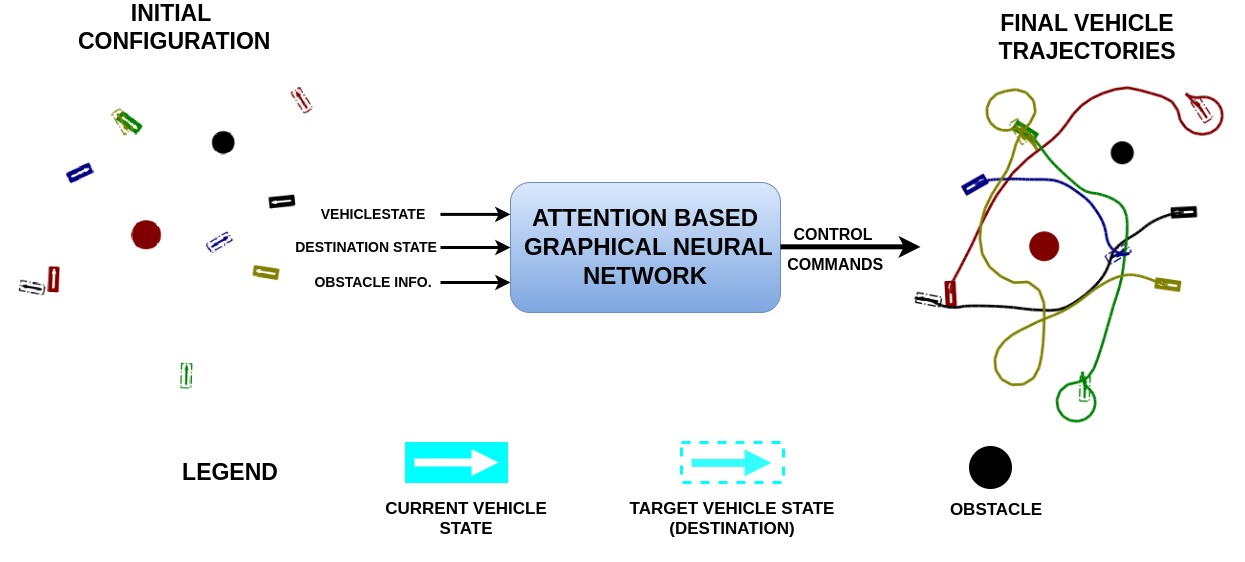 INITIAL
CONFIGURATION
FINAL VEHICLE
TRAJECTORIES
VEHICLESTATE
DESTINATION STATE
OBSTACLE INFO.
ATTENTION BASED
GRAPHICAL NEURAL
NETWORK
CONTROL
COMMANDS
LEGEND
CURRENT VEHICLE
STATE
TARGET VEHICLE STATE
(DESTINATION)
OBSTACLE